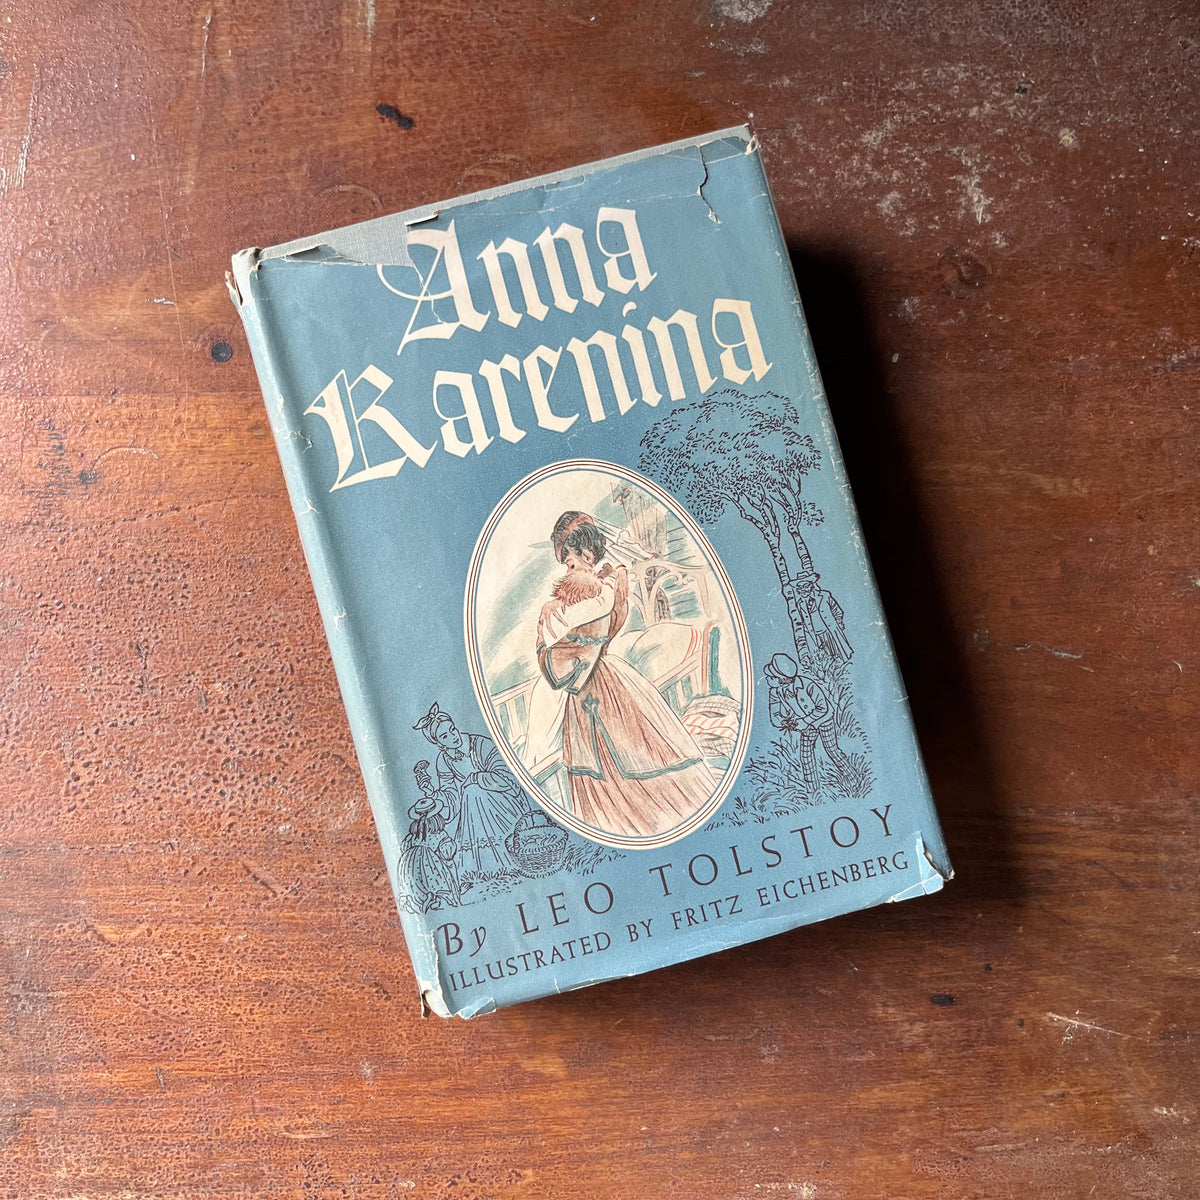 Anna
Karenina
By LEO TOLSTOY
ILLUSTRATED BY FRITZ EICHENBERG